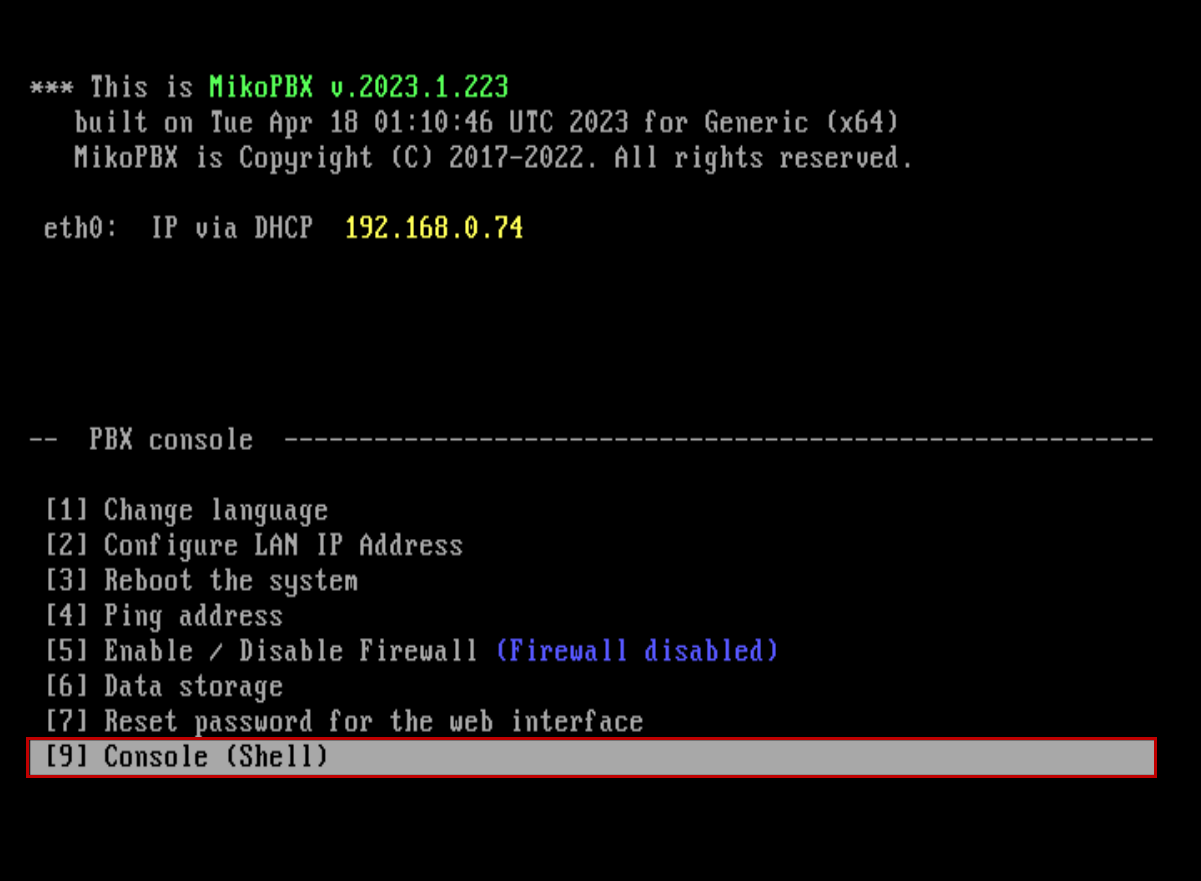 *** This is MikoPBX v.2023.1.223
built on Tue Apr 18 01:10:46 UTC 2023 for Generic (x64)
MikoPBX is Copyright (C) 2017-2022. All rights reserved.
eth0: IP via DHCP 192.168.0.74
-- PBX console ----------------------------------------------------------
[1] Change language
[2] Configure LAN IP Address
[3] Reboot the system
[4] Ping address
[5] Enable / Disable Firewall (Firewall disabled)
[6] Data storage
[7] Reset password for the web interface
[9] Console (Shell)